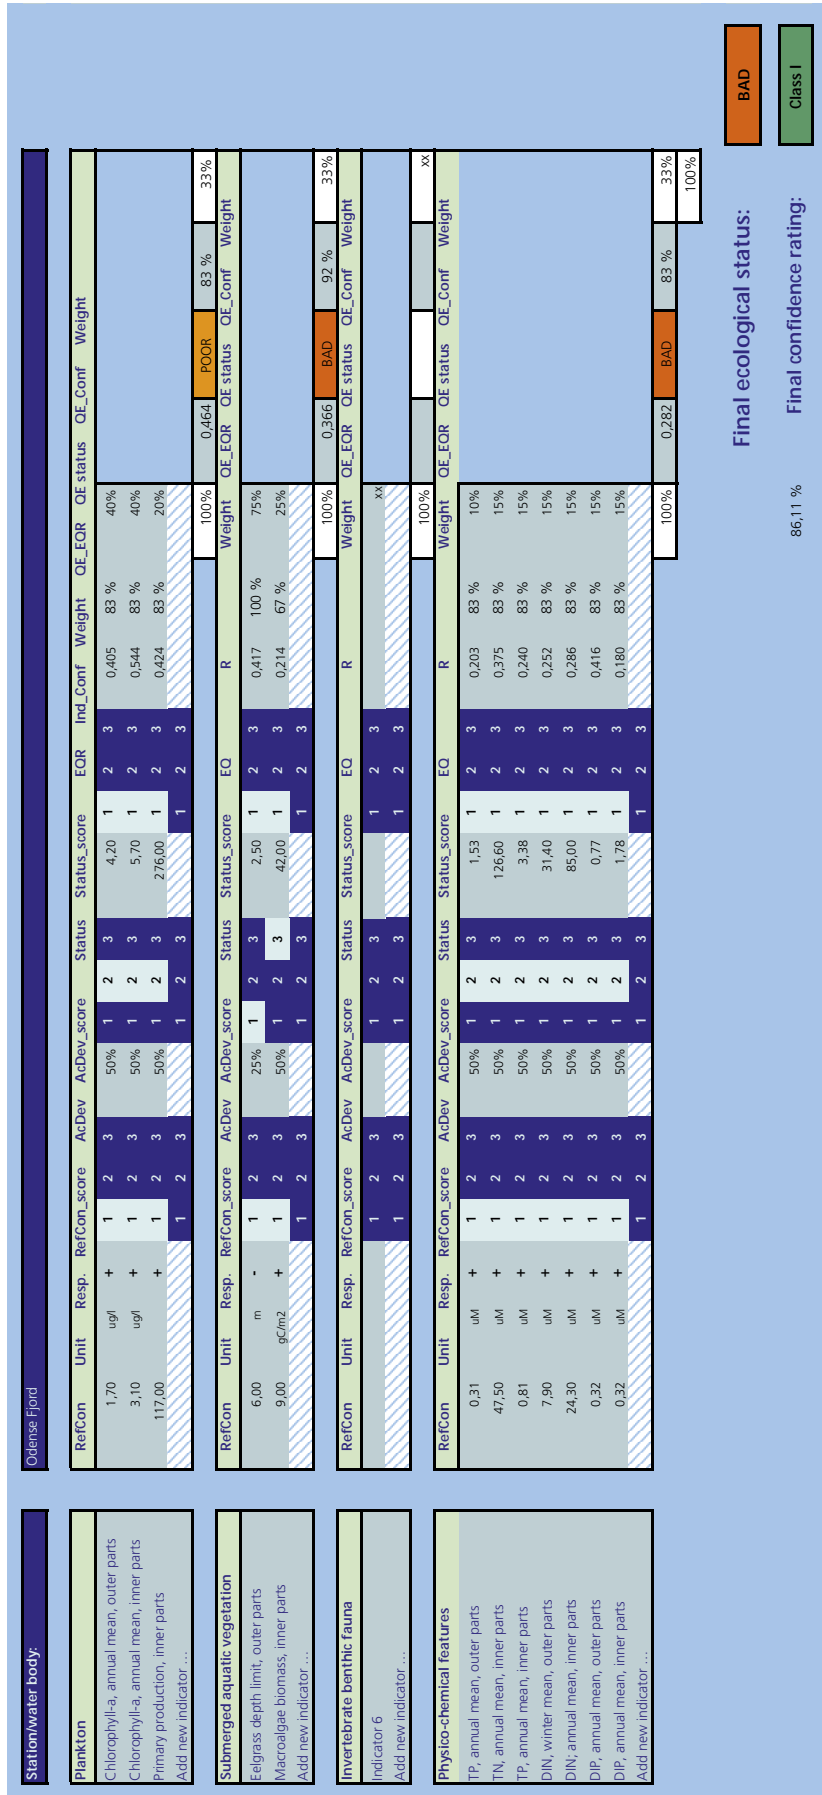 Station/water body: Odense Fjord
Plankton RefCon Unit Resp. RefCon_score AcDev AcDev_score Status Status_score EQR Ind_Conf Weight QE_EQR QE status QE_Conf Weight
Chlorophyll-a, annual mean, outer parts 1,70 ug/l + 1 2 3 50% 1 2 3 4,20 1 2 3 0,405 83 % 40%
Chlorophyll-a, annual mean, inner parts 3,10 ug/l + 1 2 3 50% 1 2 3 5,70 1 2 3 0,544 83 % 40%
Primary production, inner parts 117,00 + 1 2 3 50% 1 2 3 276,00 1 2 3 0,424 83 % 20%
Add new indicator ... 1 2 3 1 2 3 1 2 3
100% 0,464 POOR 83 % 33%
Submerged aquatic vegetation RefCon Unit Resp. RefCon_score AcDev AcDev_score Status Status_score EQ R Weight QE_EQR QE status QE_Conf Weight
Eelgrass depth limit, outer parts 6,00 m - 1 2 3 25% 1 2 3 2,50 1 2 3 0,417 100 % 75%
Macroalgae biomass, inner parts 9,00 gC/m2 + 1 2 3 50% 1 2 3 42,00 1 2 3 0,214 67 % 25%
Add new indicator ... 1 2 3 1 2 3 1 2 3
100% 0,366 BAD 92 % 33%
Invertebrate benthic fauna RefCon Unit Resp. RefCon_score AcDev AcDev_score Status Status_score EQ R Weight QE_EQR QE status QE_Conf Weight
Indicator 6 1 2 3 1 2 3 1 2 3 xx
Add new indicator ... 1 2 3 1 2 3 1 2 3
100% xx
Physico-chemical features RefCon Unit Resp. RefCon_score AcDev AcDev_score Status Status_score EQ R Weight QE_EQR QE status QE_Conf Weight
TP, annual mean, outer parts 0,31 uM + 1 2 3 50% 1 2 3 1,53 1 2 3 0,203 83 % 10%
TN, annual mean, inner parts 47,50 uM + 1 2 3 50% 1 2 3 126,60 1 2 3 0,375 83 % 15%
TP, annual mean, inner parts 0,81 uM + 1 2 3 50% 1 2 3 3,38 1 2 3 0,240 83 % 15%
DIN, winter mean, outer parts 7,90 uM + 1 2 3 50% 1 2 3 31,40 1 2 3 0,252 83 % 15%
DIN; annual mean, inner parts 24,30 uM + 1 2 3 50% 1 2 3 85,00 1 2 3 0,286 83 % 15%
DIP, annual mean, outer parts 0,32 uM + 1 2 3 50% 1 2 3 0,77 1 2 3 0,416 83 % 15%
DIP, annual mean, inner parts 0,32 uM + 1 2 3 50% 1 2 3 1,78 1 2 3 0,180 83 % 15%
Add new indicator ... 1 2 3 1 2 3 1 2 3
100% 0,282 BAD 83 % 33%
100%
Final ecological status: BAD
86,11 % Final confidence rating: Class I